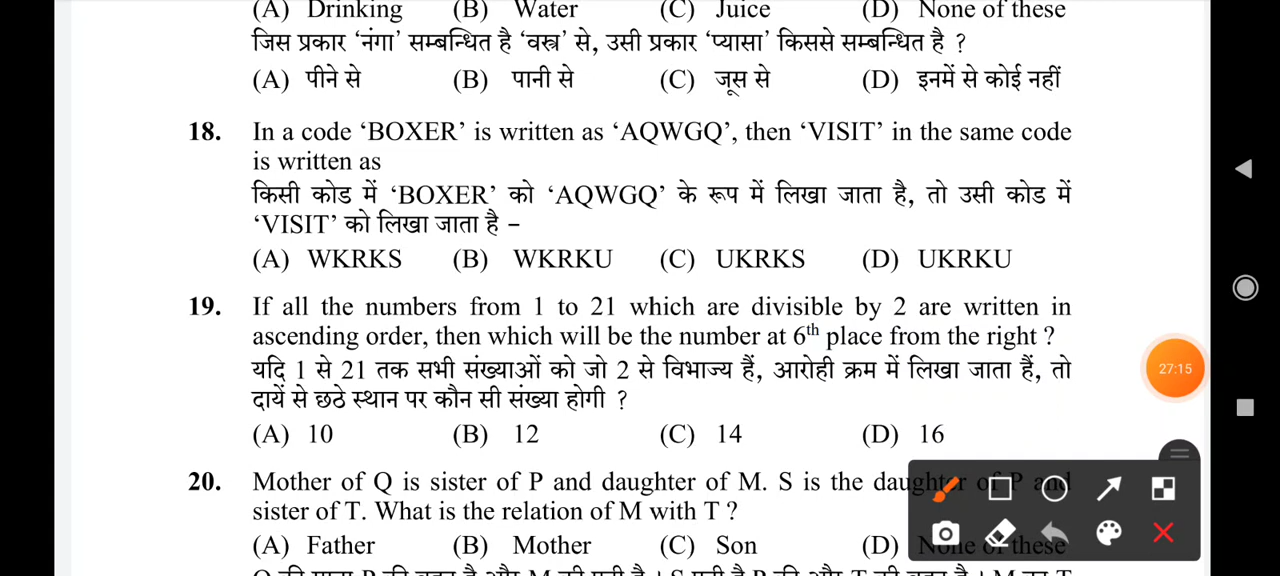 (A) Drinking (B) Water (C) Juice (D) None of these
जिस प्रकार ‘नंगा’ सम्बन्धित है ‘वस्त्र’ से, उसी प्रकार ‘प्यासा’ किससे सम्बन्धित है ?
(A) पीने से (B) पानी से (C) जूस से (D) इनमें से कोई नहीं
18. In a code ‘BOXER’ is written as ‘AQWGQ’, then ‘VISIT’ in the same code
is written as
किसी कोड में ‘BOXER’ को ‘AQWGQ’ के रूप में लिखा जाता है, तो उसी कोड में
‘VISIT’ को लिखा जाता है –
(A) WKRKS (B) WKRKU (C) UKRKS (D) UKRKU
19. If all the numbers from 1 to 21 which are divisible by 2 are written in
ascending order, then which will be the number at 6th place from the right ?
यदि 1 से 21 तक सभी संख्याओं को जो 2 से विभाज्य हैं, आरोही क्रम में लिखा जाता हैं, तो
दायें से छठे स्थान पर कौन सी संख्या होगी ?
27:15
(A) 10 (B) 12 (C) 14 (D) 16
20. Mother of Q is sister of P and daughter of M. S is the daughter of P and
sister of T. What is the relation of M with T ?
(A) Father (B) Mother (C) Son (D) None of these